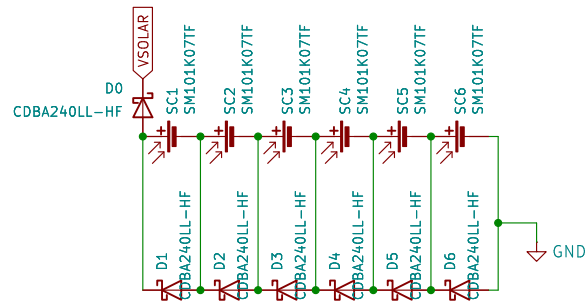 VSOLAR
D0
CDBA240LL-HF
SC1
SM101K07TF
SC2
SM101K07TF
SC3
SM101K07TF
SC4
SM101K07TF
SC5
SM101K07TF
SC6
SM101K07TF
D1
CDBA240LL-HF
D2
CDBA240LL-HF
D3
CDBA240LL-HF
D4
CDBA240LL-HF
D5
CDBA240LL-HF
D6
CDBA240LL-HF
GND